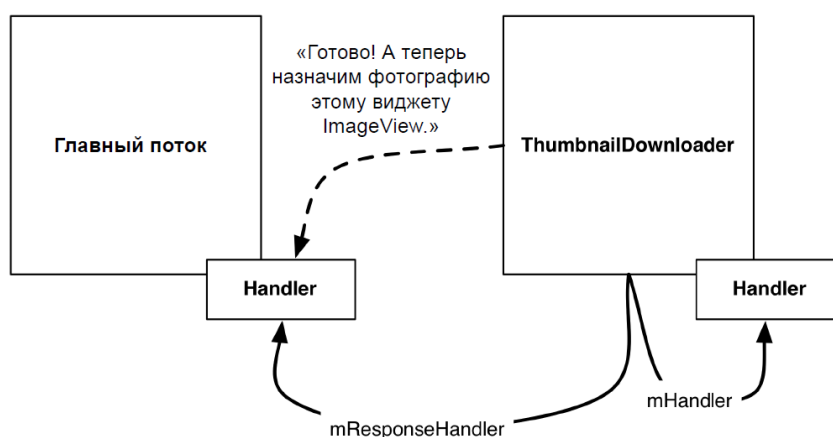 «Готово! А теперь
назначим фотографию
этому виджету
ImageView.»
Главный поток
ThumbnailDownloader
Handler
Handler
mHandler
mResponseHandler